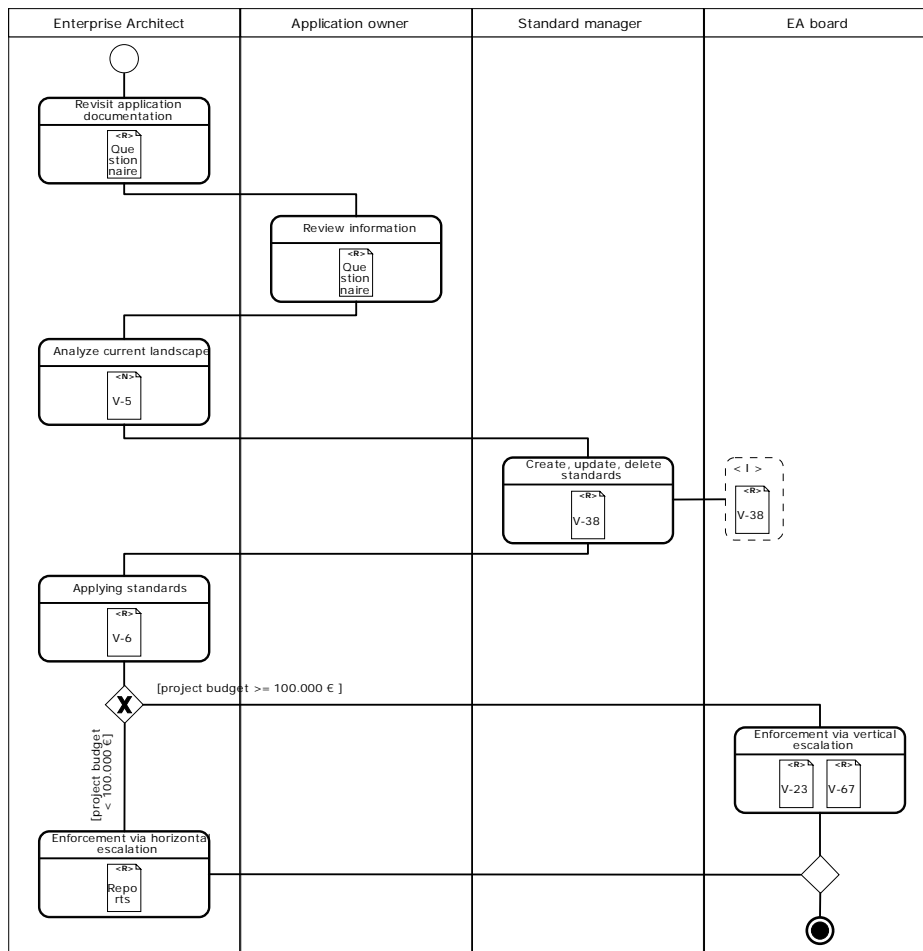 Enterprise Architect
Application owner
Standard manager
EA board
Revisit application
documentation
<R>
Que
stion
naire
Review information
<R>
Que
stion
naire
Analyze current landscape
<N>
V-5
Create, update, delete
standards
<R>
V-38
< I >
<R>
V-38
Applying standards
<R>
V-6
X
[project budget >= 100.000 € ]
[project budget
< 100.000 €]
Enforcement via vertical
escalation
<R>
V-23
<R>
V-67
Enforcement via horizontal
escalation
<R>
Repo
rts